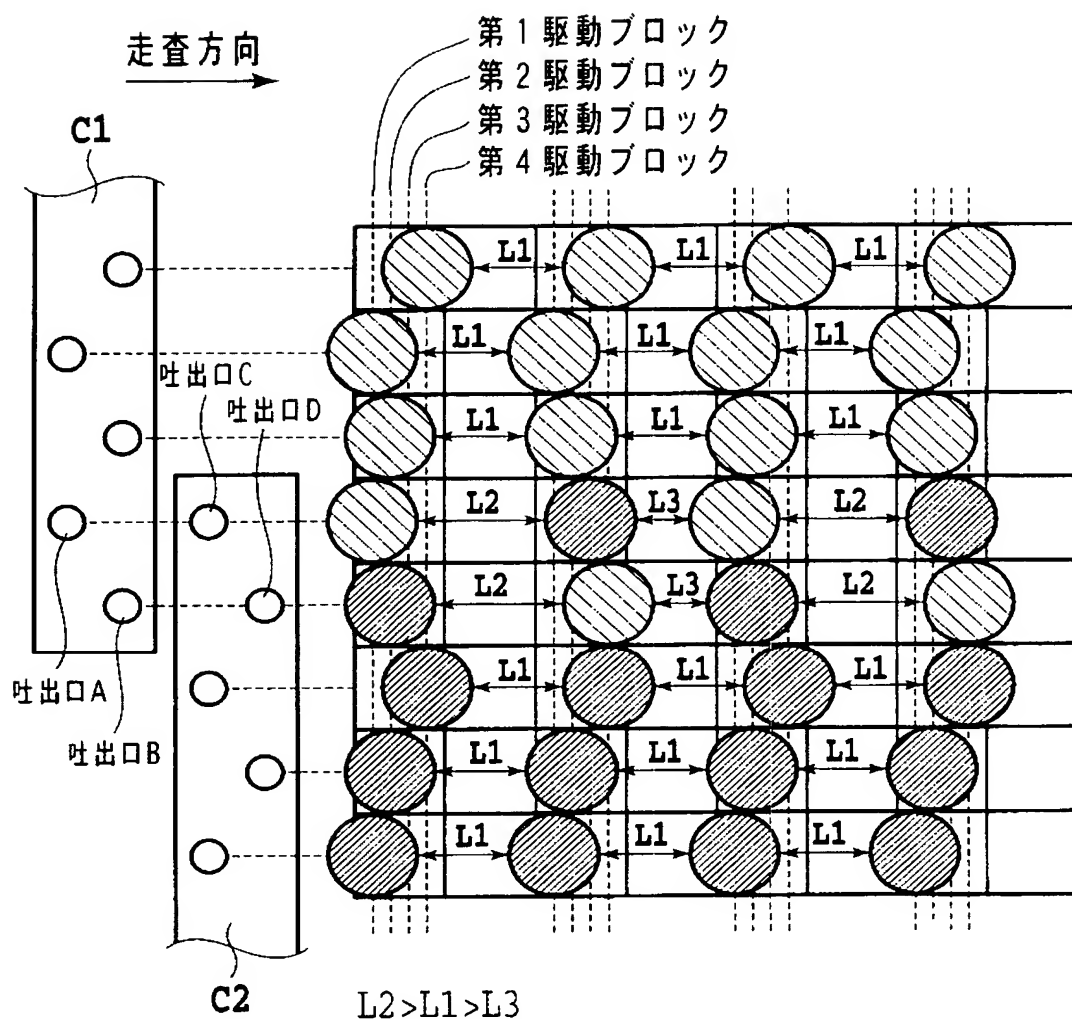 第1駆動ブロック
走査方向
第2駆動ブロック
第3駆動ブロック
第4駆動ブロック
C1
L1 L1 L1
L1 L1 L1
吐出口C
吐出口D
L1 L1 L1
L2 L3 L2
L2 L3 L2
吐出口A
L1 L1 L1
吐出口B
L1 L1 L1
L1 L1 L1
C2
L2>L1>L3